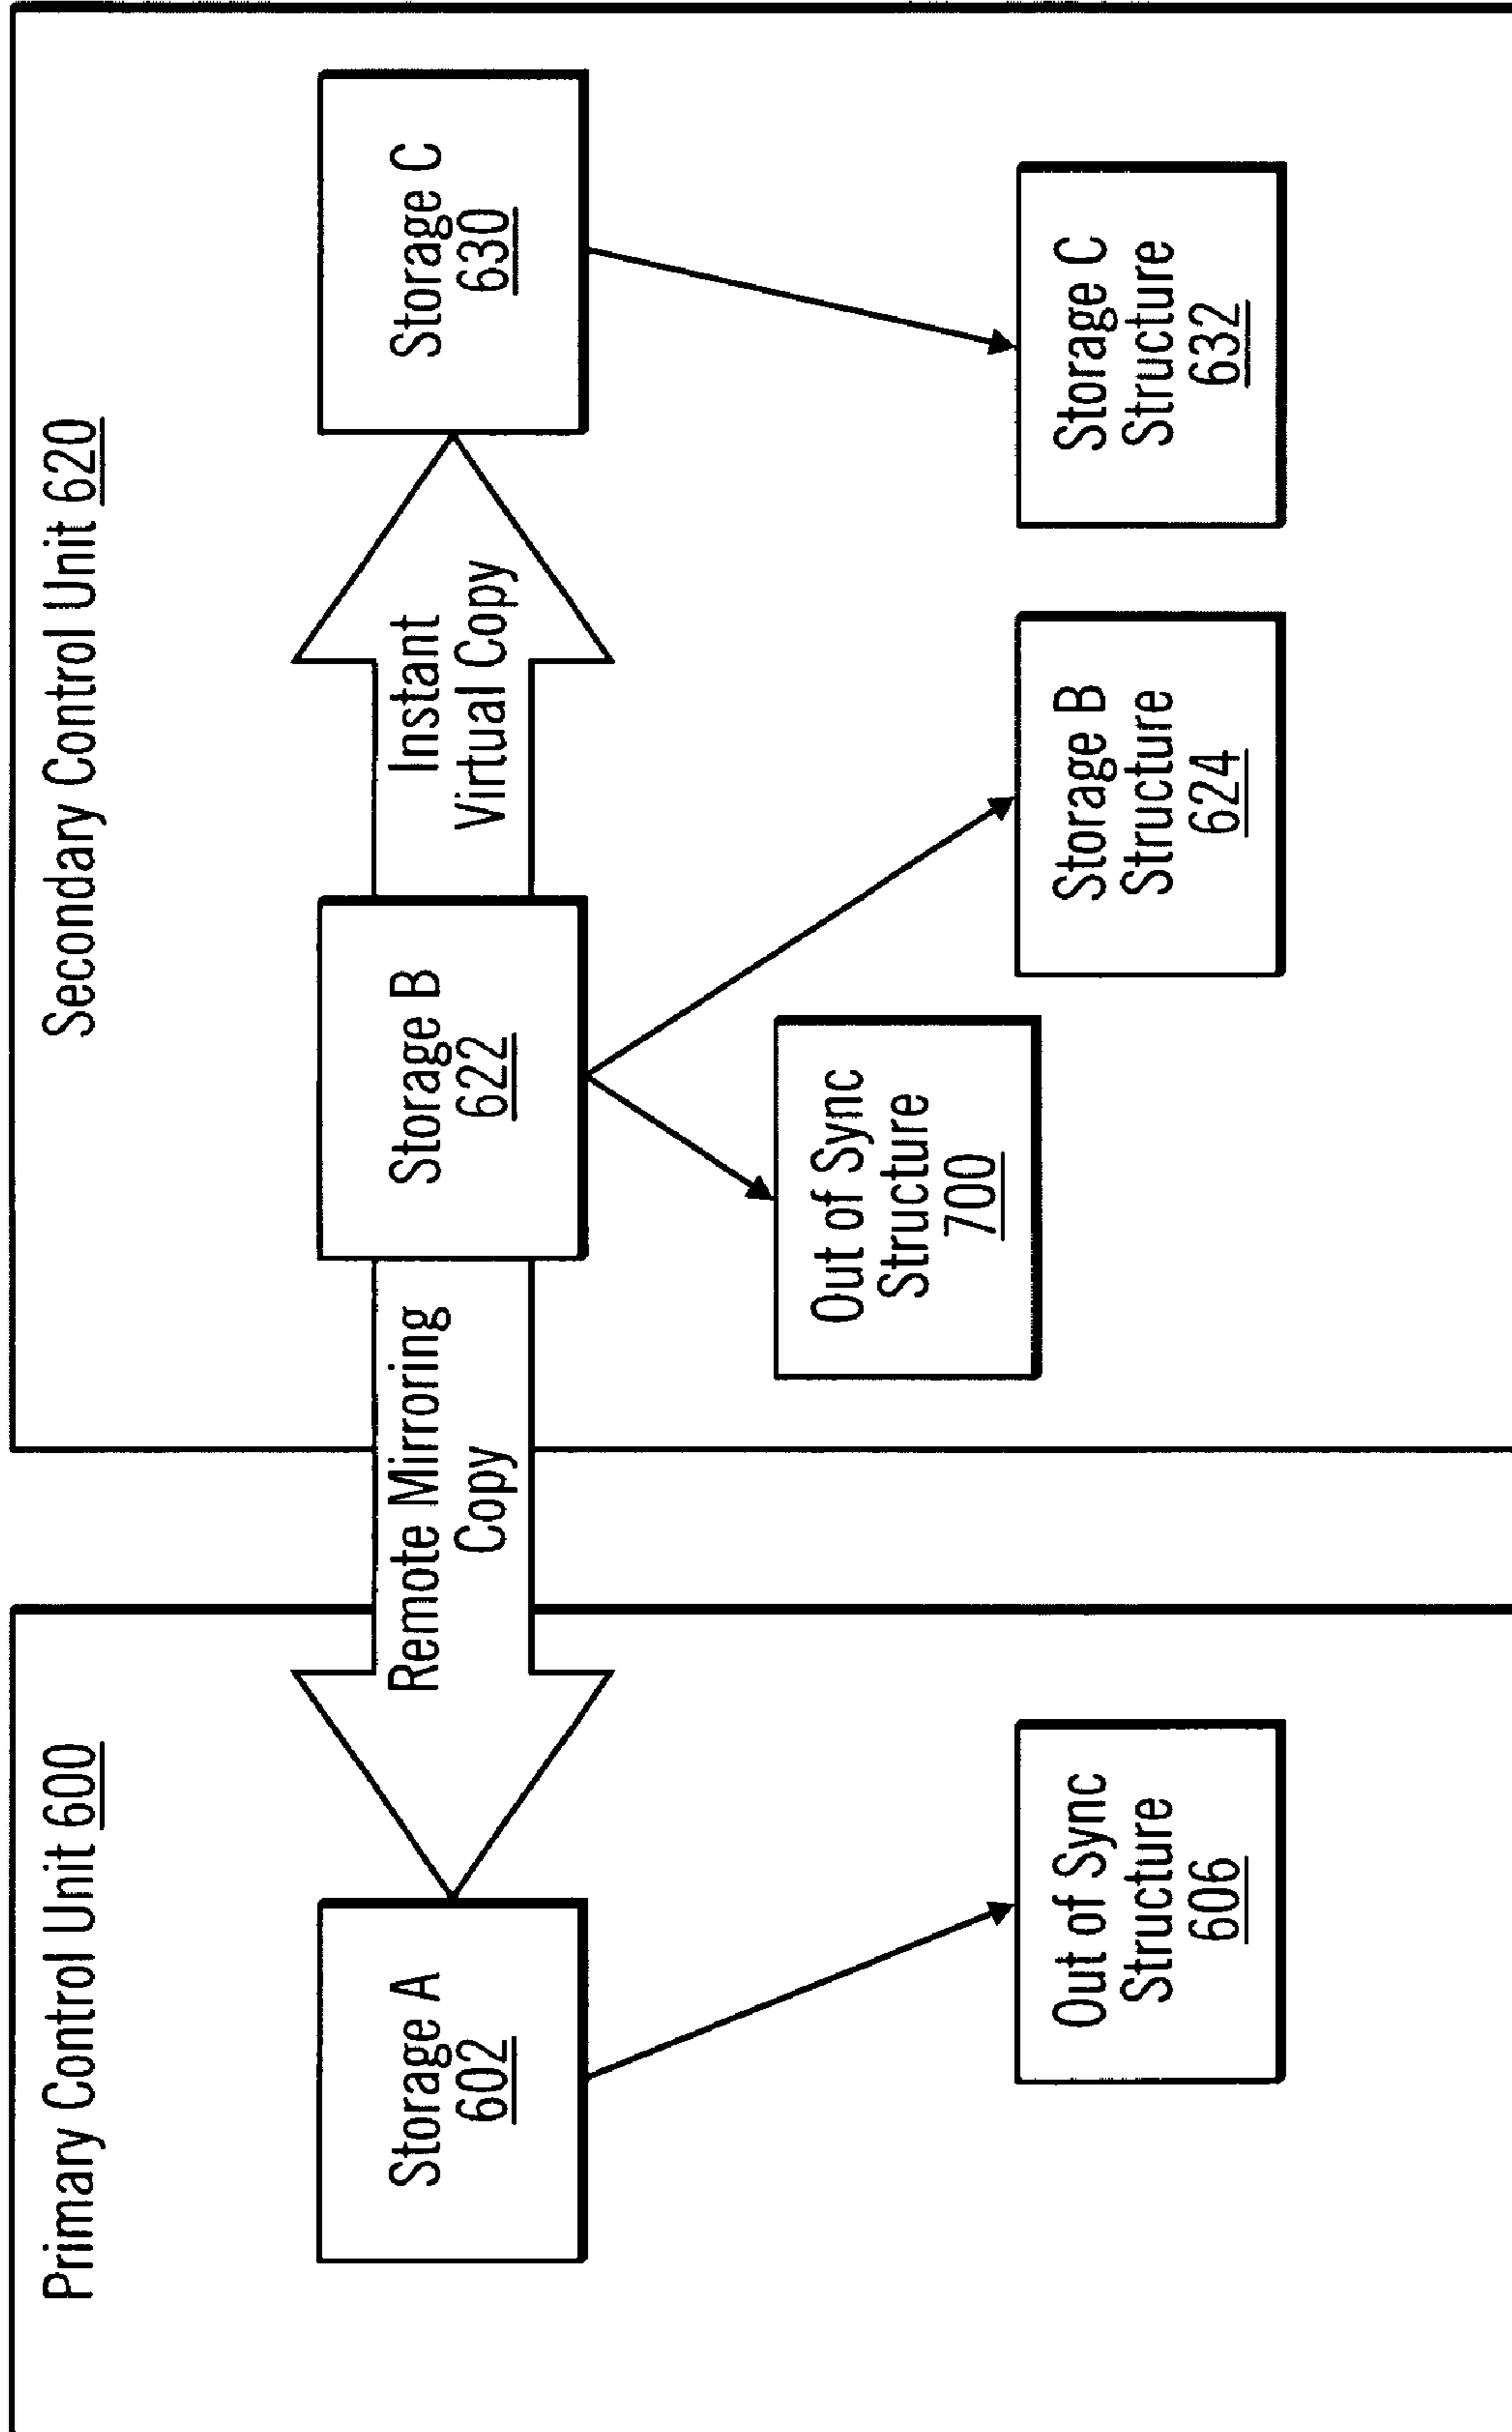 Primary Control Unit 600
Secondary Control Unit 620
Storage A
602
Remote Mirroring
Copy
Storage B
622
Instant
Virtual Copy
Storage C
630
Out of Sync
Structure
606
Out of Sync
Structure
700
Storage B
Structure
624
Storage C
Structure
632